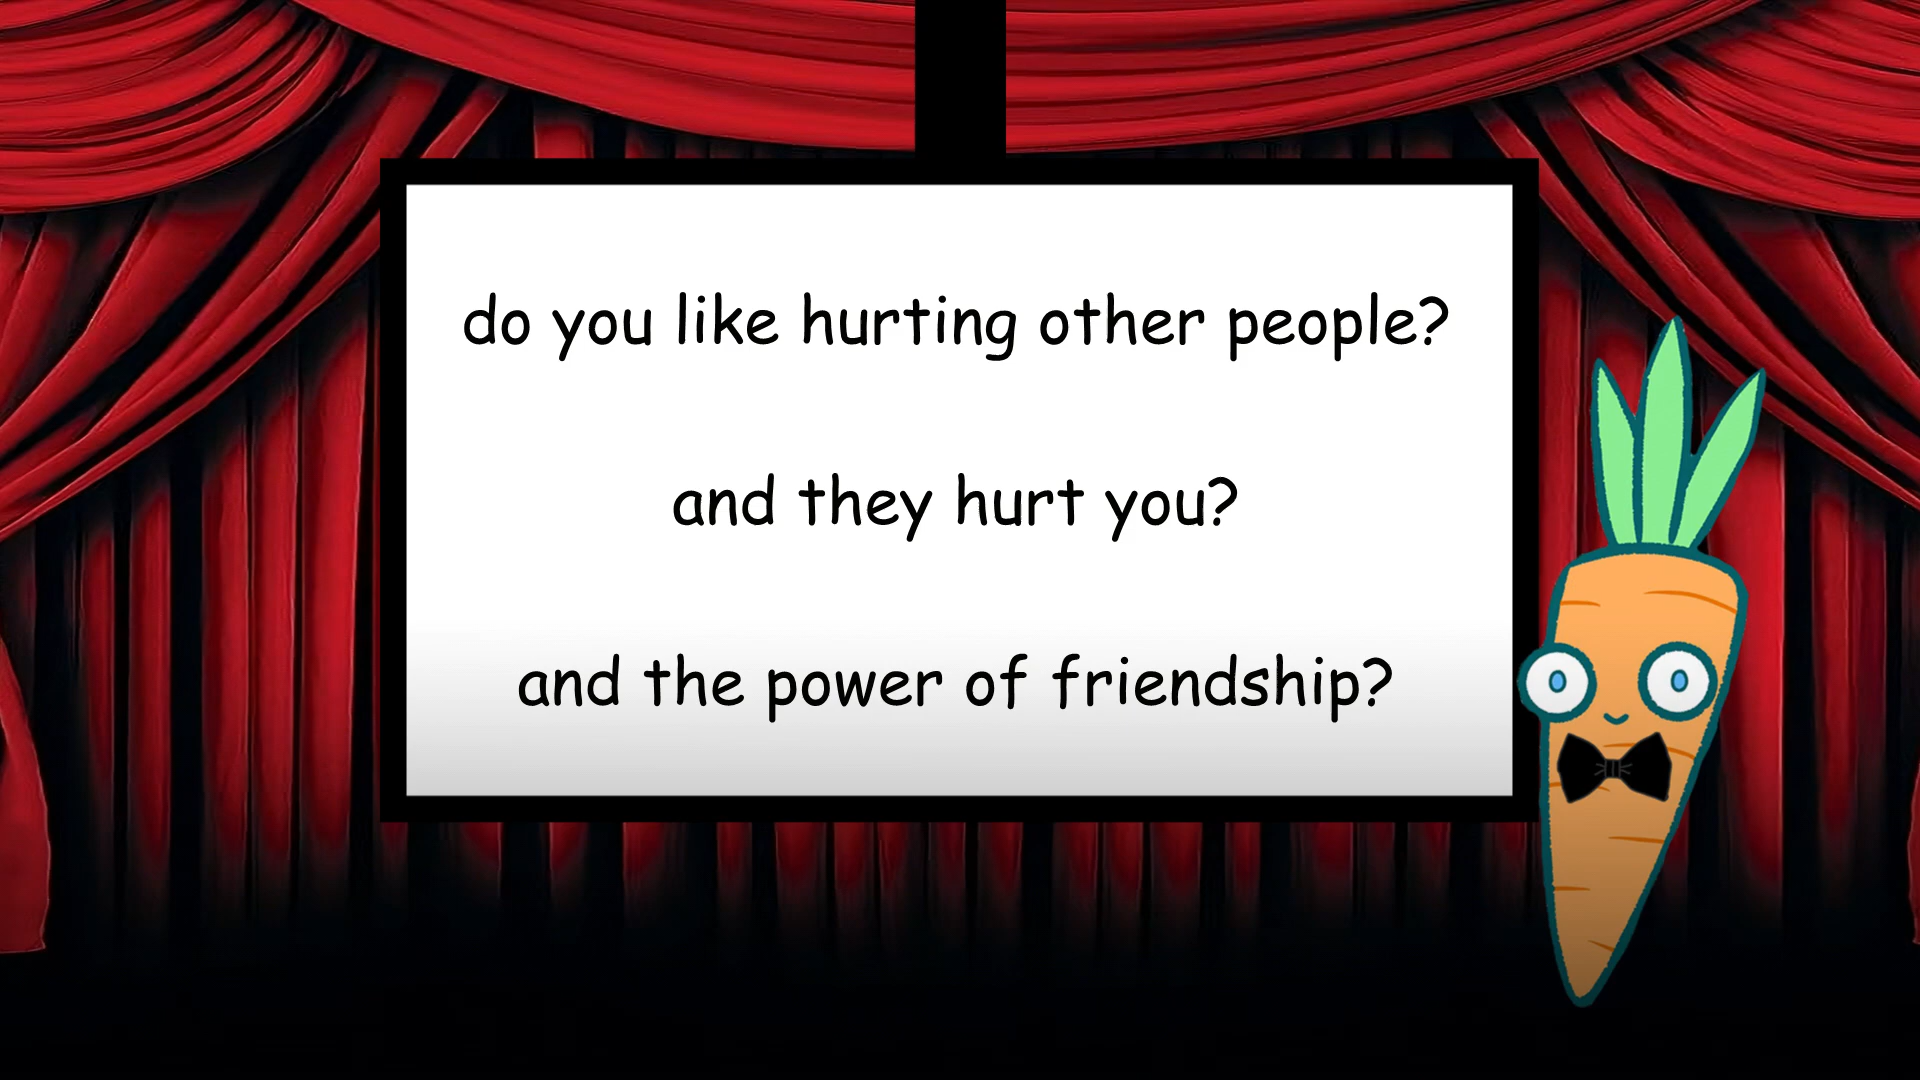 do you like hurting other people?
and they hurt you?
and the power of friendship?